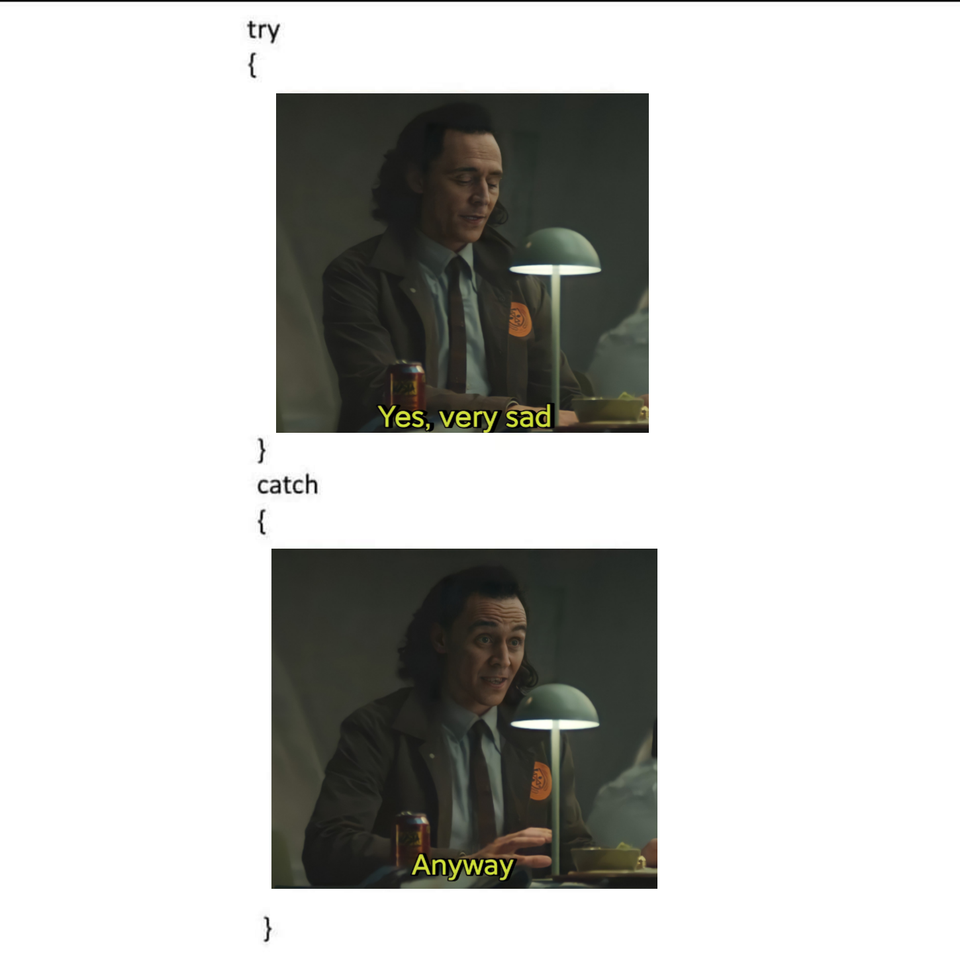 try
{
Yes, very sad
}
catch
{
Anyway
}